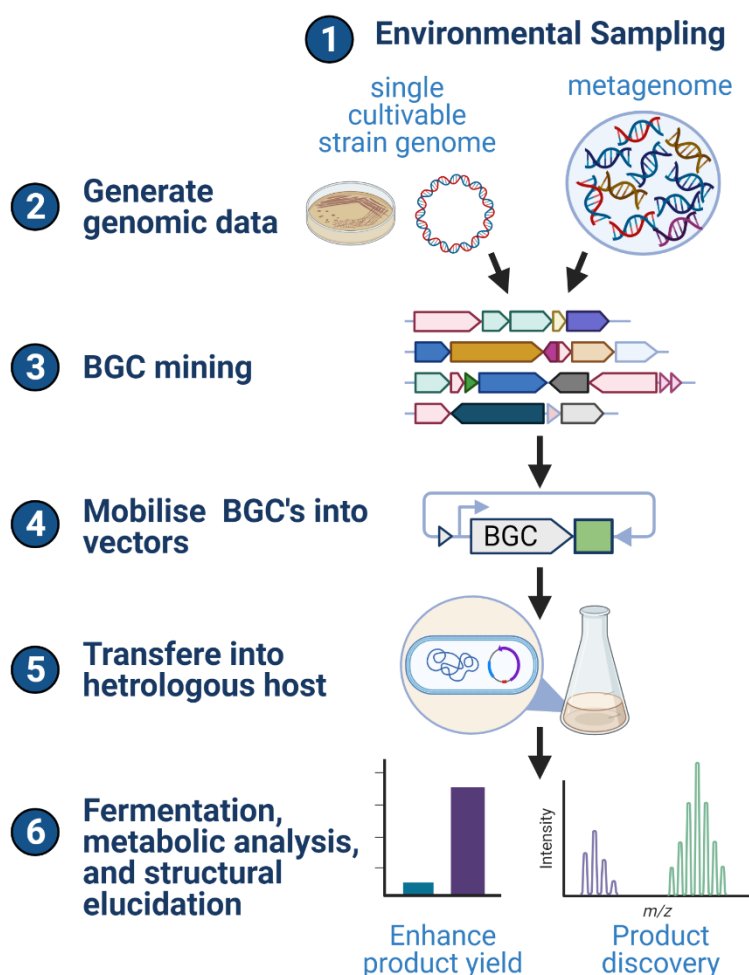 1 Environmental Sampling
single
cultivable
strain genome
metagenome
2 Generate
genomic data
3 BGC mining
4 Mobilise BGC's into
vectors
BGC
5 Transfere into
hetrologous host
6 Fermentation,
metabolic analysis,
and structural
elucidation
Intensity
m/z
Enhance
product yield
Product
discovery